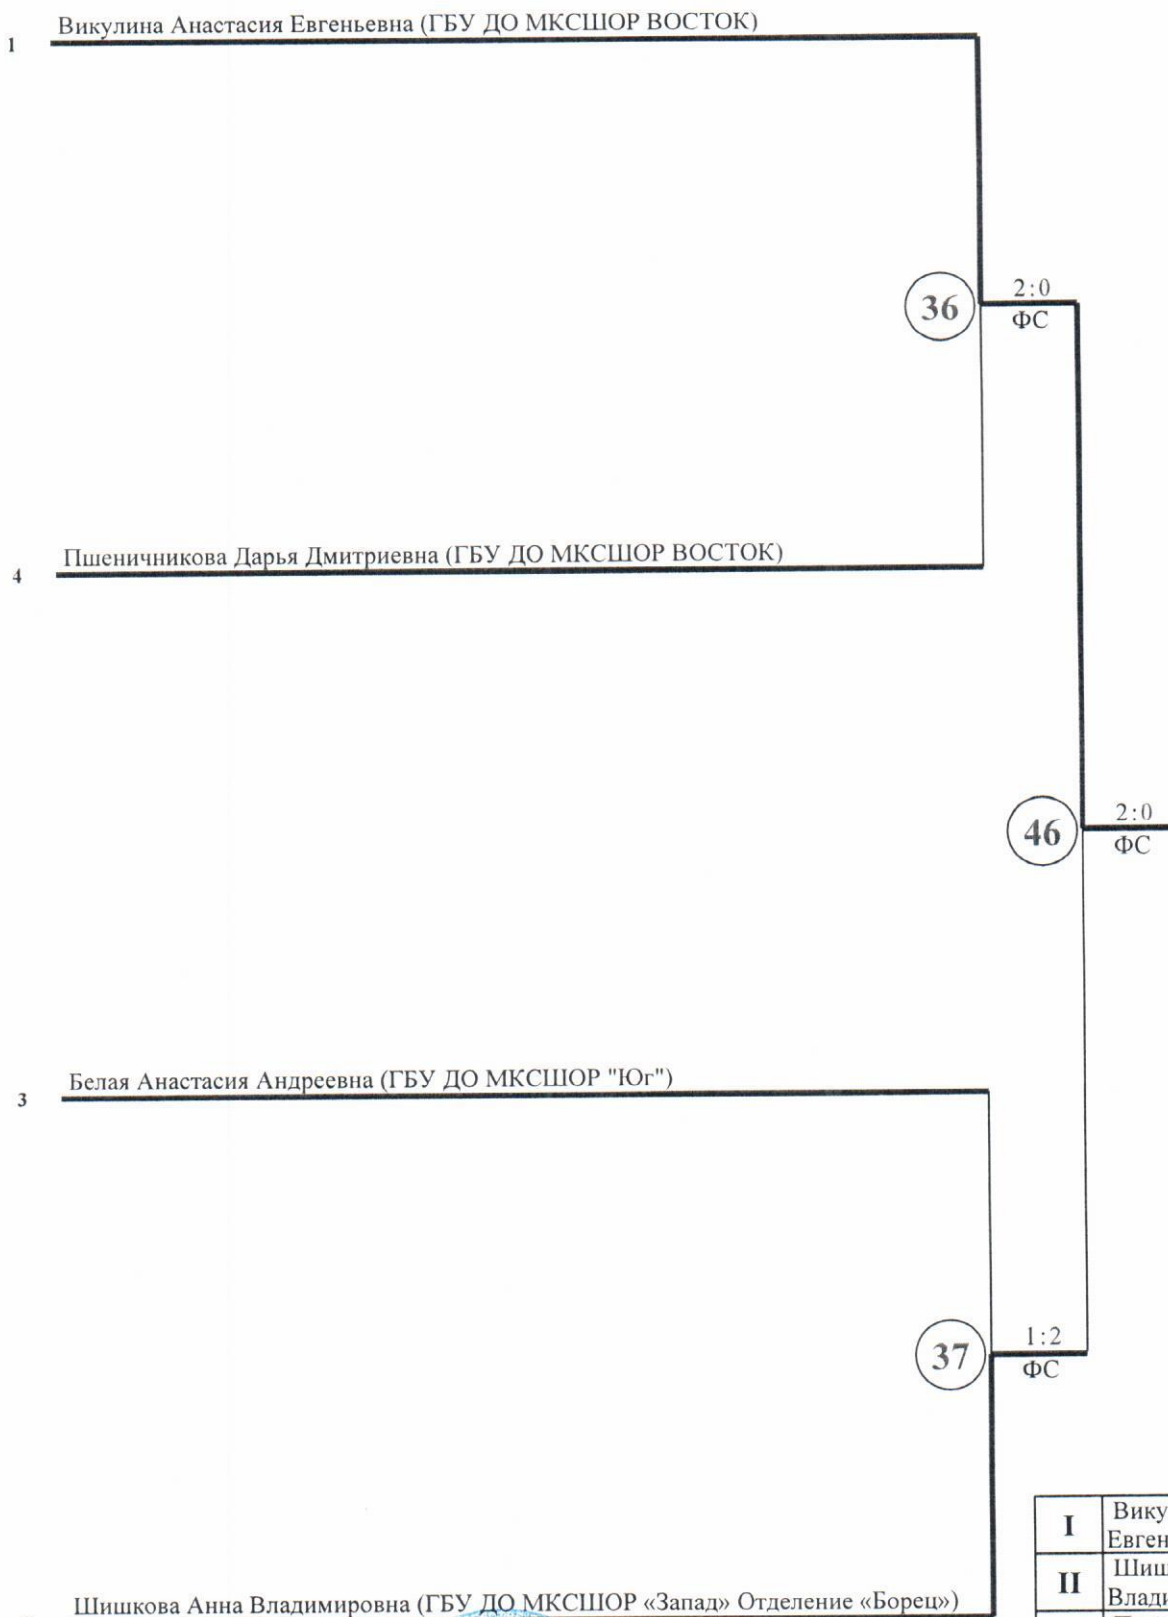 Викулина Анастасия Евгеньевна (ГБУ ДО МКСШОР ВОСТОК)
1
36
2:0
ФС
Пшеничникова Дарья Дмитриевна (ГБУ ДО МКСШОР ВОСТОК)
4
46
2:0
ФС
Белая Анастасия Андреевна (ГБУ ДО МКСШОР "Юг")
3
37
1:2
ФС
I
Вику
Евген
II
Шиш
Влади
Шишкова Анна Владимировна (ГБУ ДО МКСШОР «Запад» Отделение «Борец»)